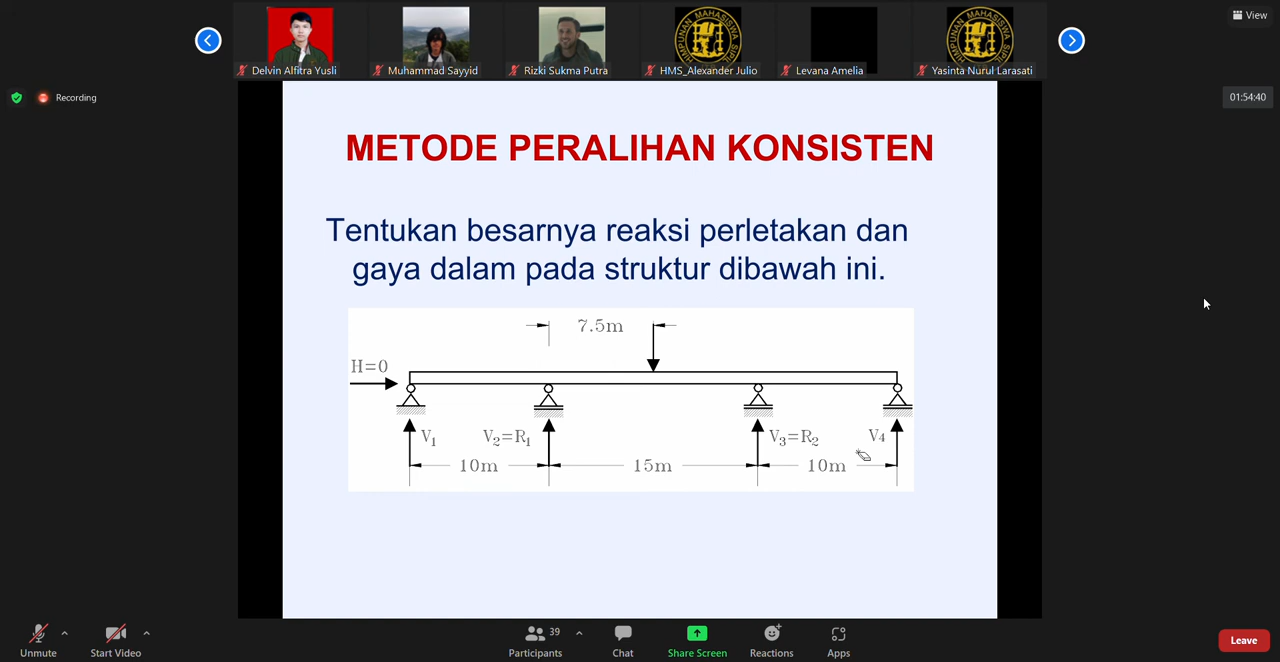 View
Delvin Alfitra Yusli
Muhammad Sayyid
Rizki Sukma Putra
HMS_Alexander Julio
Levana Amelia
Yasinta Nurul Larasati
Recording
01:54:40
METODE PERALIHAN KONSISTEN
Tentukan besarnya reaksi perletakan dan
gaya dalam pada struktur dibawah ini.
7.5m
H=0
V1
V2=R1
V3=R2
V4
10m
15m
10m
Unmute
Start Video
39
Participants
Chat
Share Screen
Reactions
Apps
Leave